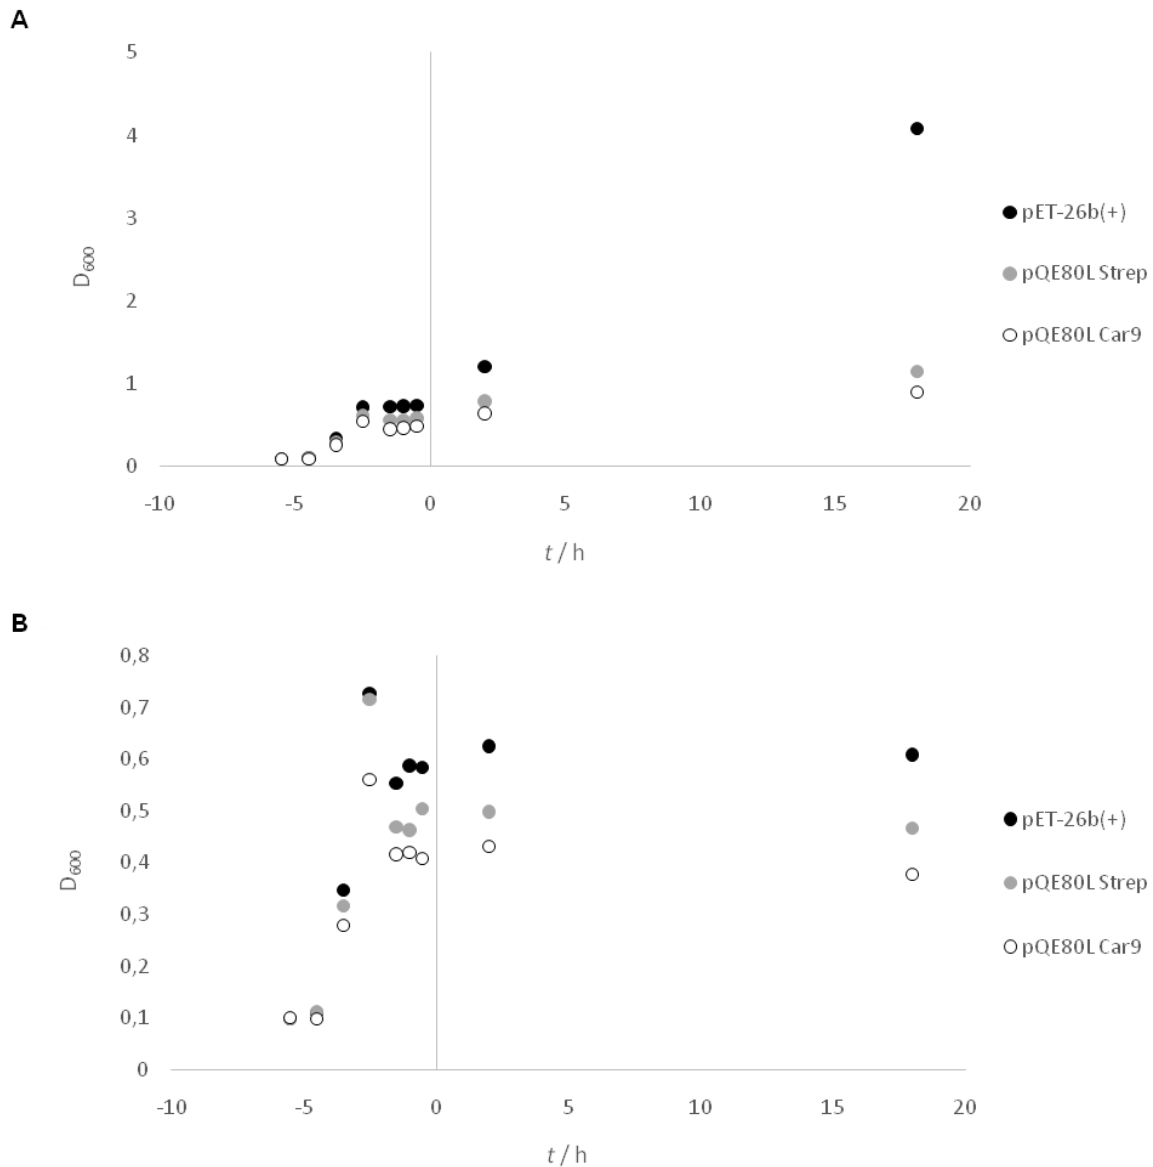 A
5
4
3
2
1
0
D600
-10 -5 0 5 10 15 20
t / h
pET-26b(+)
pQE80L Strep
pQE80L Car9
B
0,8
0,7
0,6
0,5
0,4
0,3
0,2
0,1
0
D600
-10 -5 0 5 10 15 20
t / h
pET-26b(+)
pQE80L Strep
pQE80L Car9